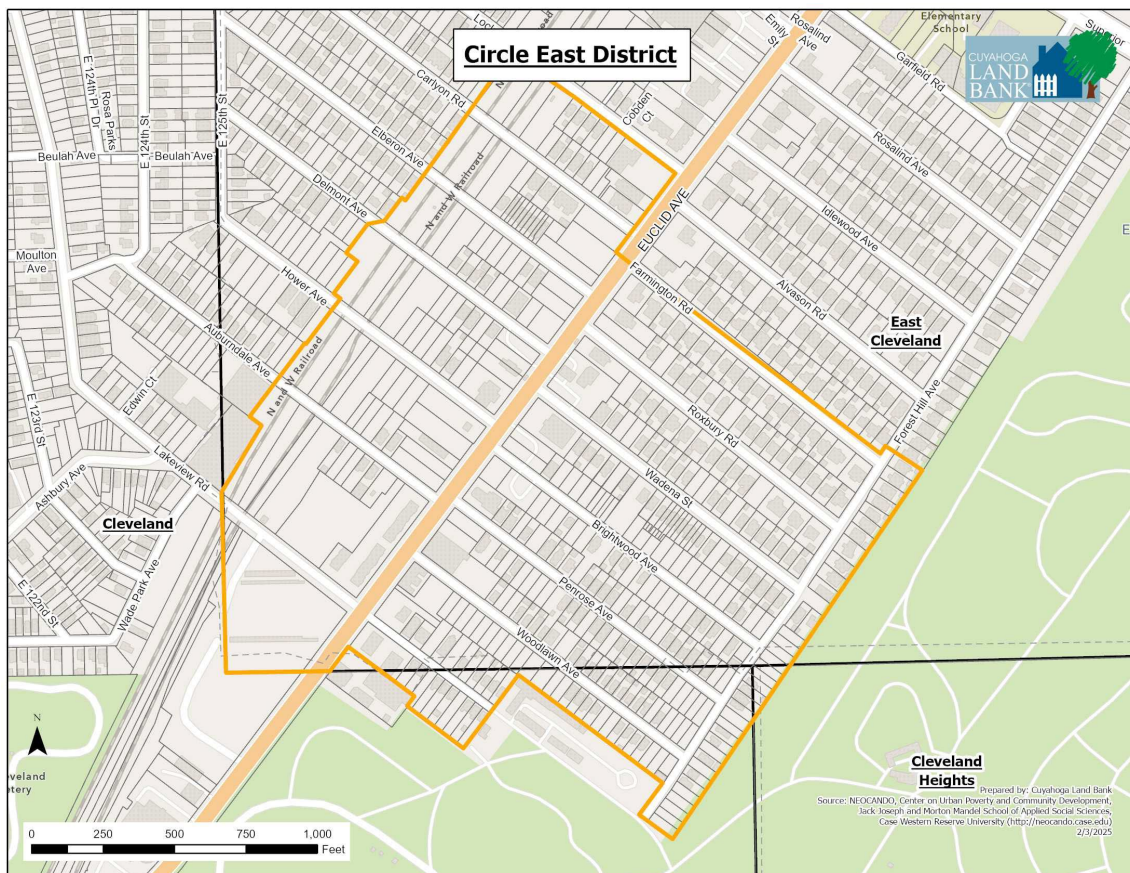 Circle East District
CUYAHOGA
LAND
BANK
Elementary
School
Superior
Rosalind
Ave
Emily
St
Garfield Rd
Rosalind Ave
Idlewood Ave
Alvason Rd
Cobden
Ct
Carlyon Rd
Elberon Ave
Delmont Ave
Hower Ave
Auburndale Ave
Lakeview Rd
N and W Railroad
N and W Railroad
EUCLID AVE
Farmington Rd
Roxbury Rd
Wadena St
Brightwood Ave
Penrose Ave
Woodlawn Ave
Forest Hill Ave
East
Cleveland
E 124th Pl
Rosa Parks
Dr
E 124th St
E 125th St
Beulah Ave
Beulah Ave
Moulton
Ave
Edwin Ct
E 123rd St
Ashbury Ave
Cleveland
Wade Park Ave
E 122nd St
N
Cleveland
Heights
Prepared by: Cuyahoga Land Bank
Source: NEOCANDO, Center on Urban Poverty and Community Development,
Jack Joseph and Morton Mandel School of Applied Social Sciences,
Case Western Reserve University (http://neocando.case.edu)
2/3/2025
0 250 500 750 1,000
Feet